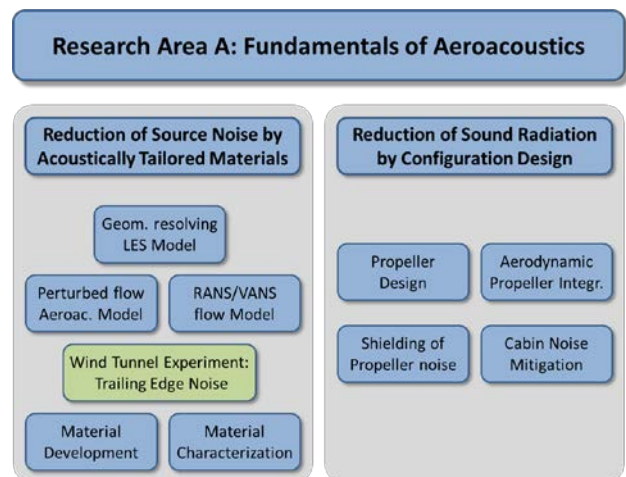 Research Area A: Fundamentals of Aeroacoustics
Reduction of Source Noise by
Acoustically Tailored Materials
Geom. resolving
LES Model
Perturbed flow
Aeroac. Model
RANS/VANS
flow Model
Wind Tunnel Experiment:
Trailing Edge Noise
Material
Development
Material
Characterization
Reduction of Sound Radiation
by Configuration Design
Propeller
Design
Aerodynamic
Propeller Integr.
Shielding of
Propeller noise
Cabin Noise
Mitigation